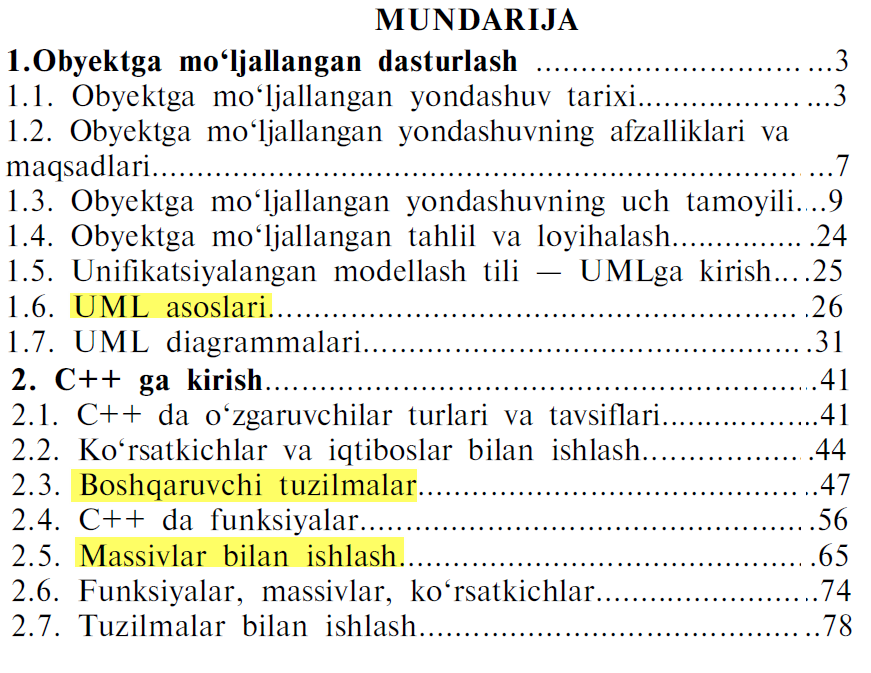 MUNDARIJA
1.Obyektga mo‘ljallangan dasturlash ................................3
1.1. Obyektga mo‘ljallangan yondashuv tarixi.....................3
1.2. Obyektga mo‘ljallangan yondashuvning afzalliklari va
maqsadlari...........................................................................7
1.3. Obyektga mo‘ljallangan yondashuvning uch tamoyili....9
1.4. Obyektga mo‘ljallangan tahlil va loyihalash............... .24
1.5. Unifikatsiyalangan modellash tili — UMLga kirish....25
1.6. UML asoslari.............................................................26
1.7. UML diagrammalari...................................................31
2. C++ ga kirish..............................................................41
2.1. C++ da o‘zgaruvchilar turlari va tavsiflari..................41
2.2. Ko‘rsatkichlar va iqtiboslar bilan ishlash....................44
2.3. Boshqaruvchi tuzilmalar.............................................47
2.4. C++ da funksiyalar....................................................56
2.5. Massivlar bilan ishlash...............................................65
2.6. Funksiyalar, massivlar, ko‘rsatkichlar.........................74
2.7. Tuzilmalar bilan ishlash.............................................78